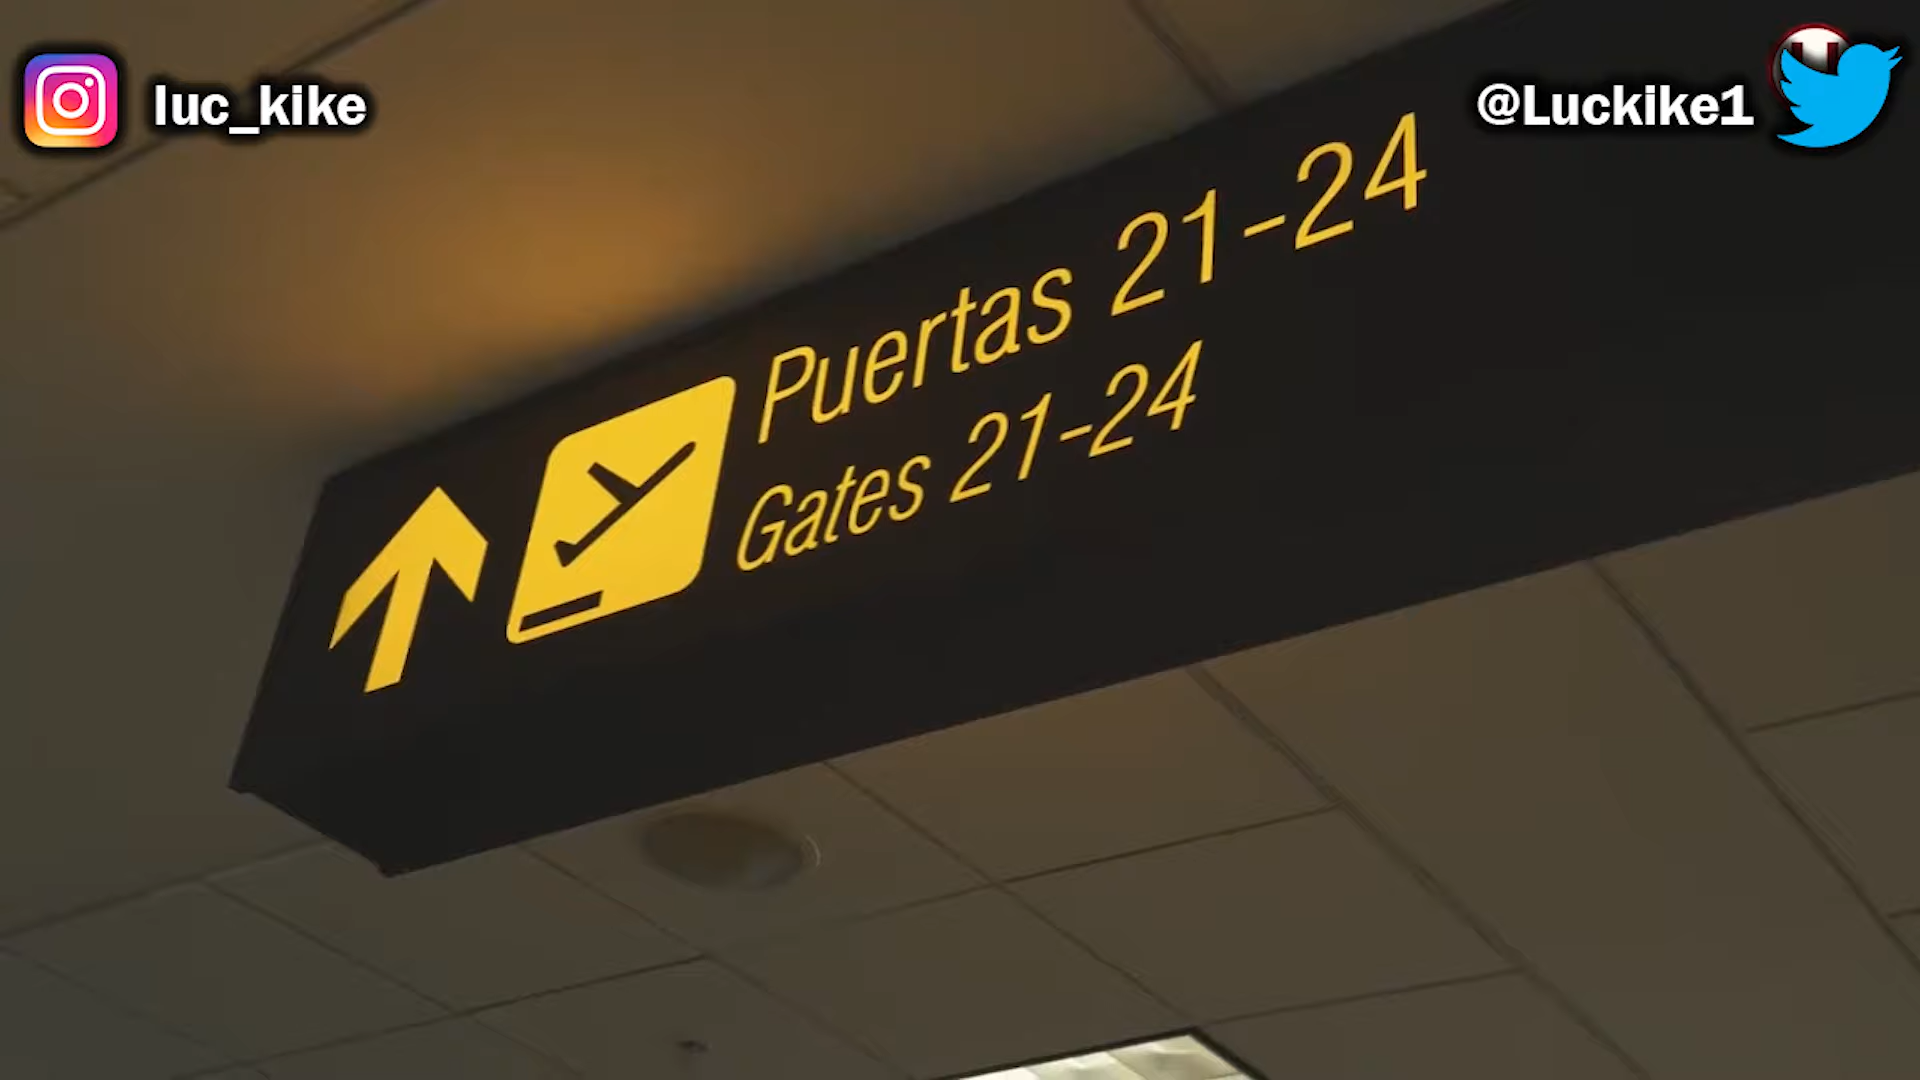 luc_kike
@Luckike1
Puertas 21-24
Gates 21-24